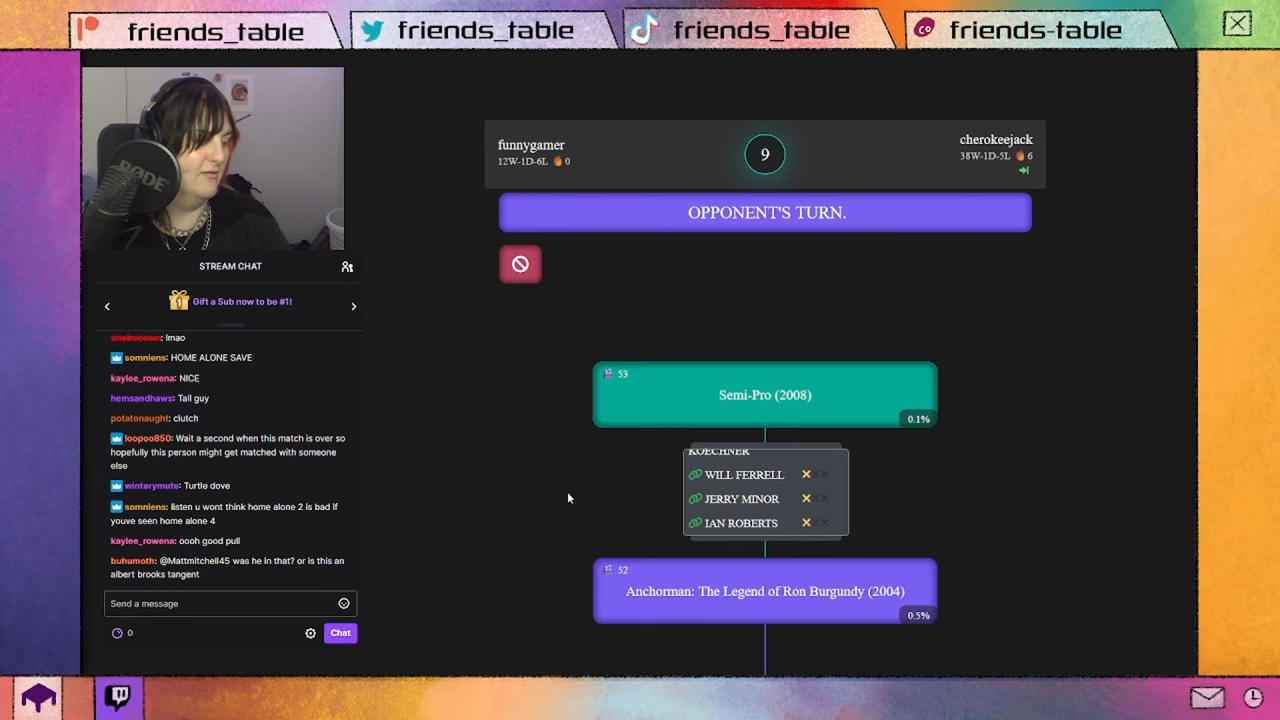 friends_table
friends_table
friends_table
friends-table
RØDE
STREAM CHAT
1
Gift a Sub now to be #1!
oneirocosm: lmao
somniens: HOME ALONE SAVE
kaylee_rowena: NICE
hemsandhaws: Tall guy
potatonaught: clutch
loopoo850: Wait a second when this match is over so
hopefully this person might get matched with someone
else
winterymute: Turtle dove
somniens: listen u wont think home alone 2 is bad if
youve seen home alone 4
kaylee_rowena: oooh good pull
buhumoth: @Mattmitchell45 was he in that? or is this an
albert brooks tangent
Send a message
0
Chat
funnygamer
12W-1D-6L 0
9
cherokeejack
38W-1D-5L 6
OPPONENT'S TURN.
53
Semi-Pro (2008)
0.1%
KOECHNER
WILL FERRELL
JERRY MINOR
IAN ROBERTS
52
Anchorman: The Legend of Ron Burgundy (2004)
0.5%